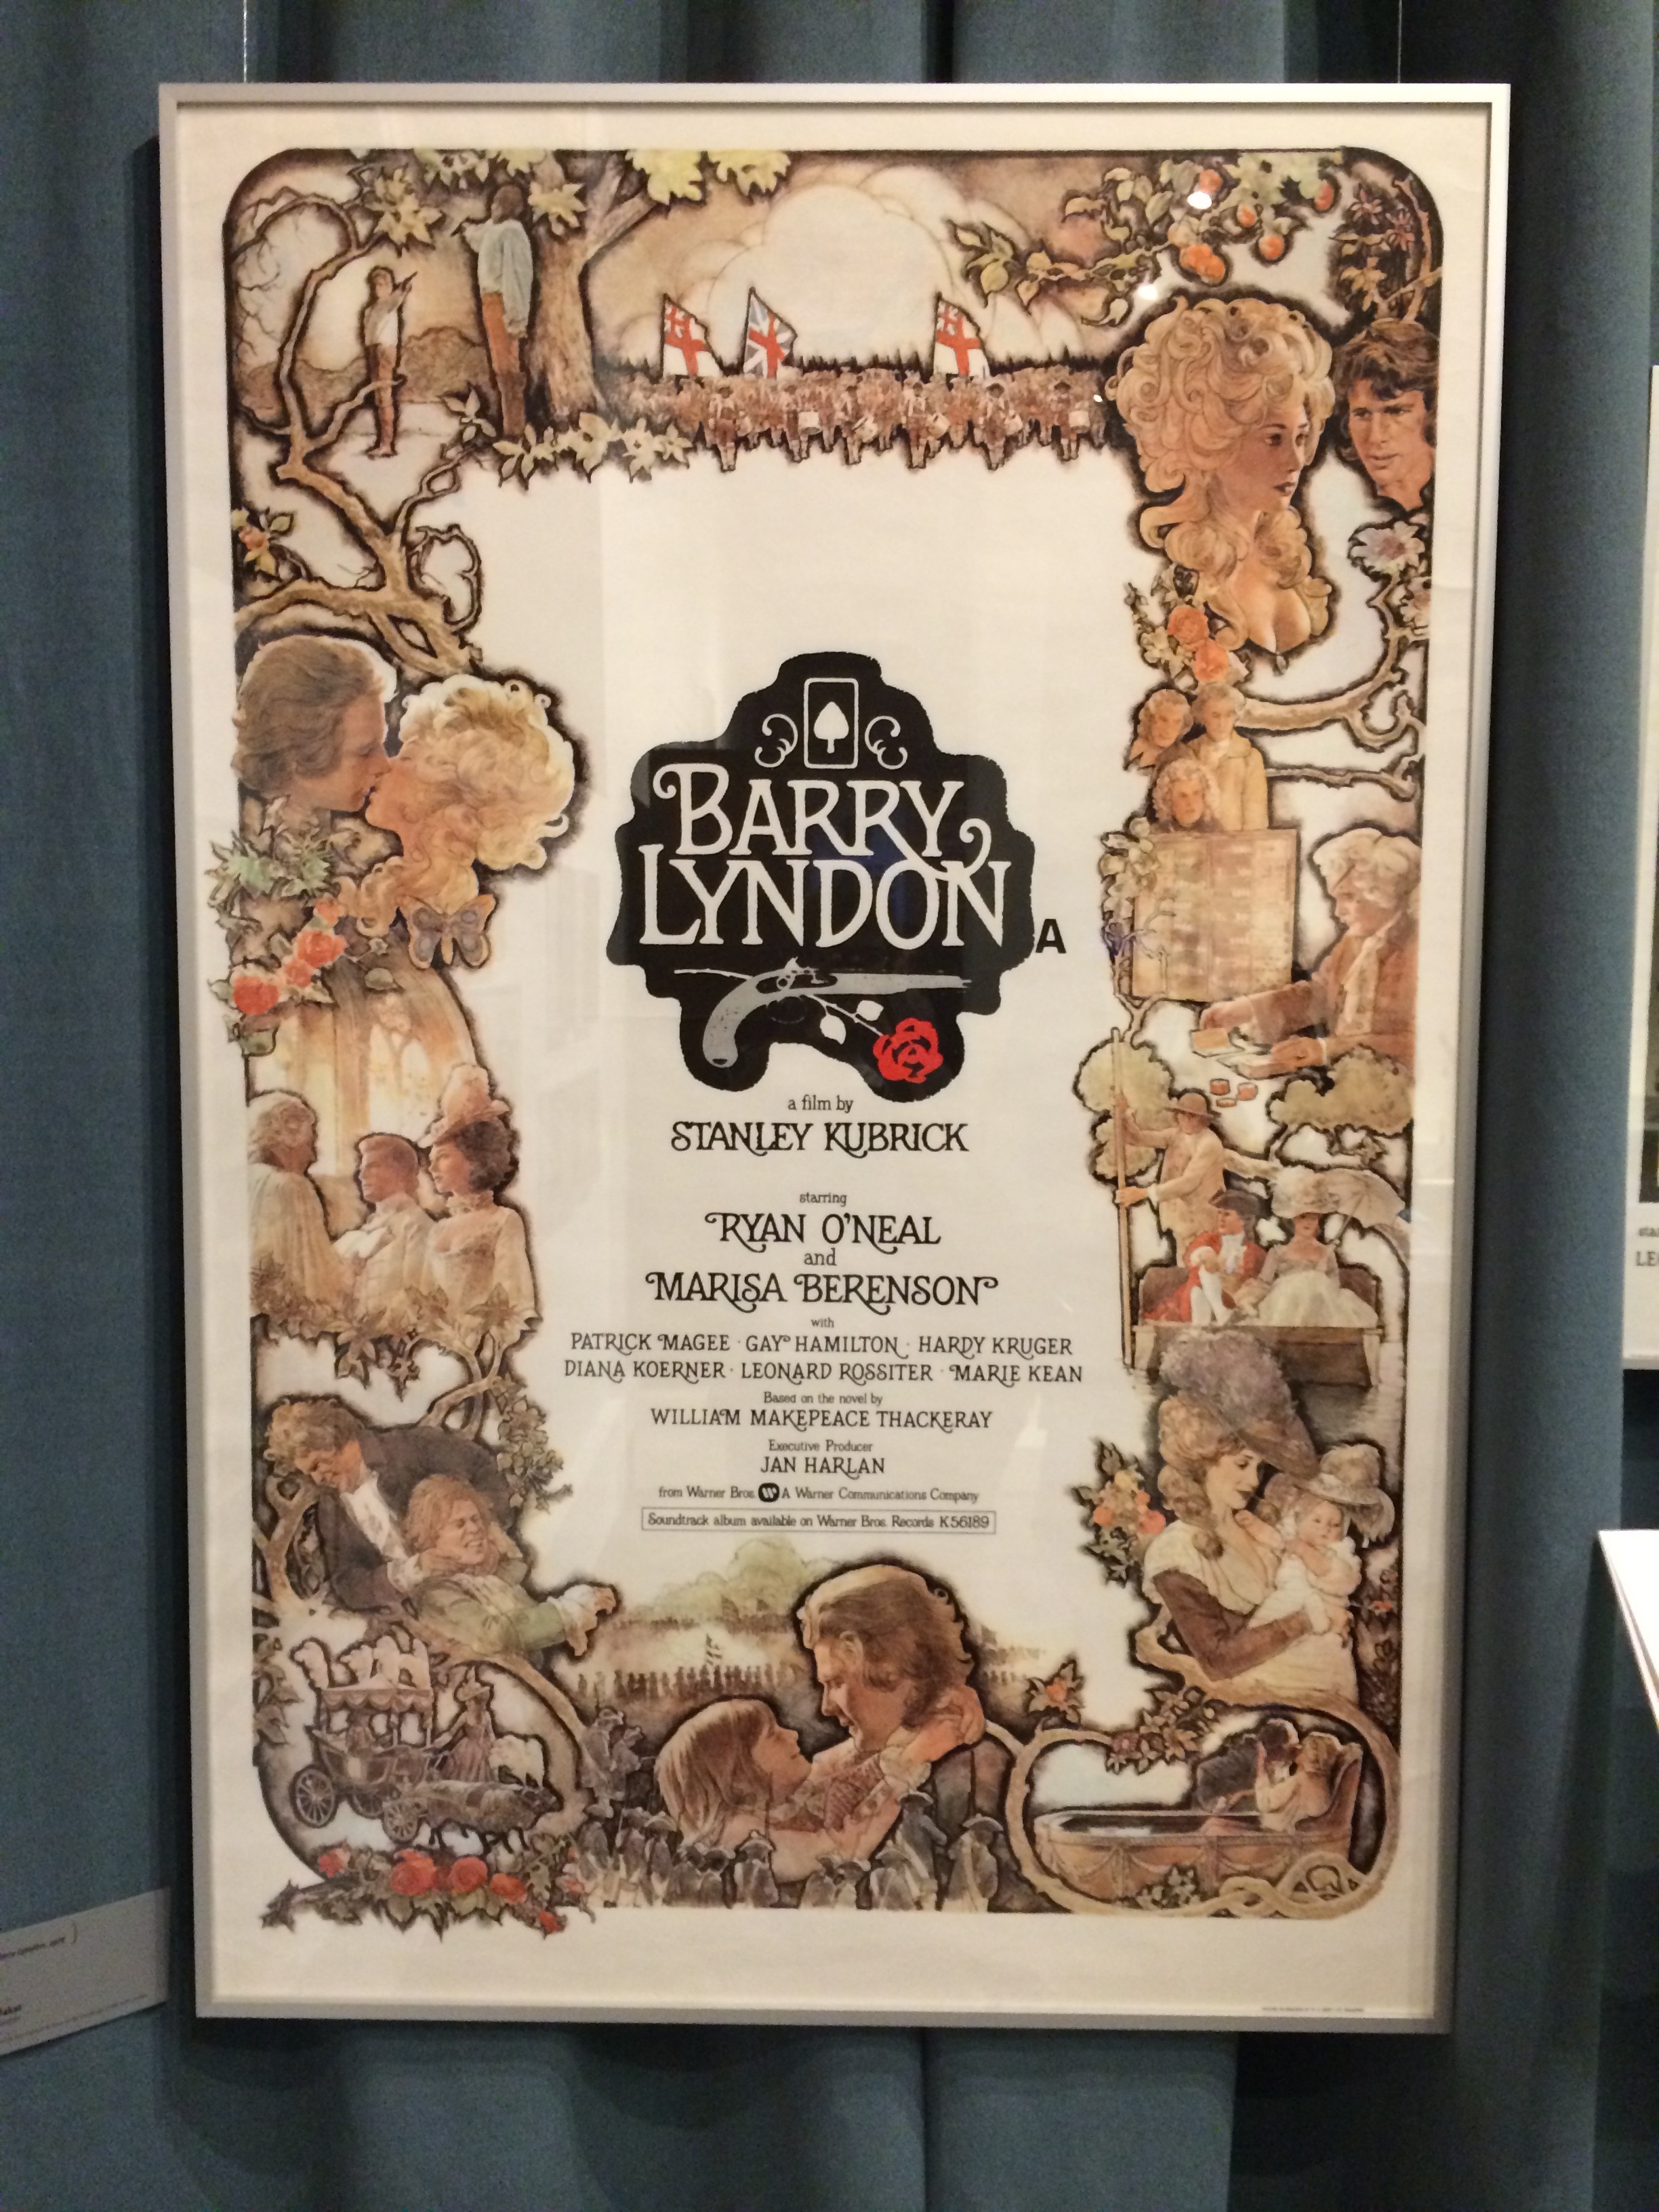 BARRY
LYNDON
A
a film by
STANLEY KUBRICK
starring
RYAN O'NEAL
and
MARISA BERENSON
with
PATRICK MAGEE · GAY HAMILTON · HARDY KRUGER
DIANA KOERNER · LEONARD ROSSITER · MARIE KEAN
Based on the novel by
WILLIAM MAKEPEACE THACKERAY
Executive Producer
JAN HARLAN
from Warner Bros. W A Warner Communications Company
Soundtrack album available on Warner Bros. Records K56189